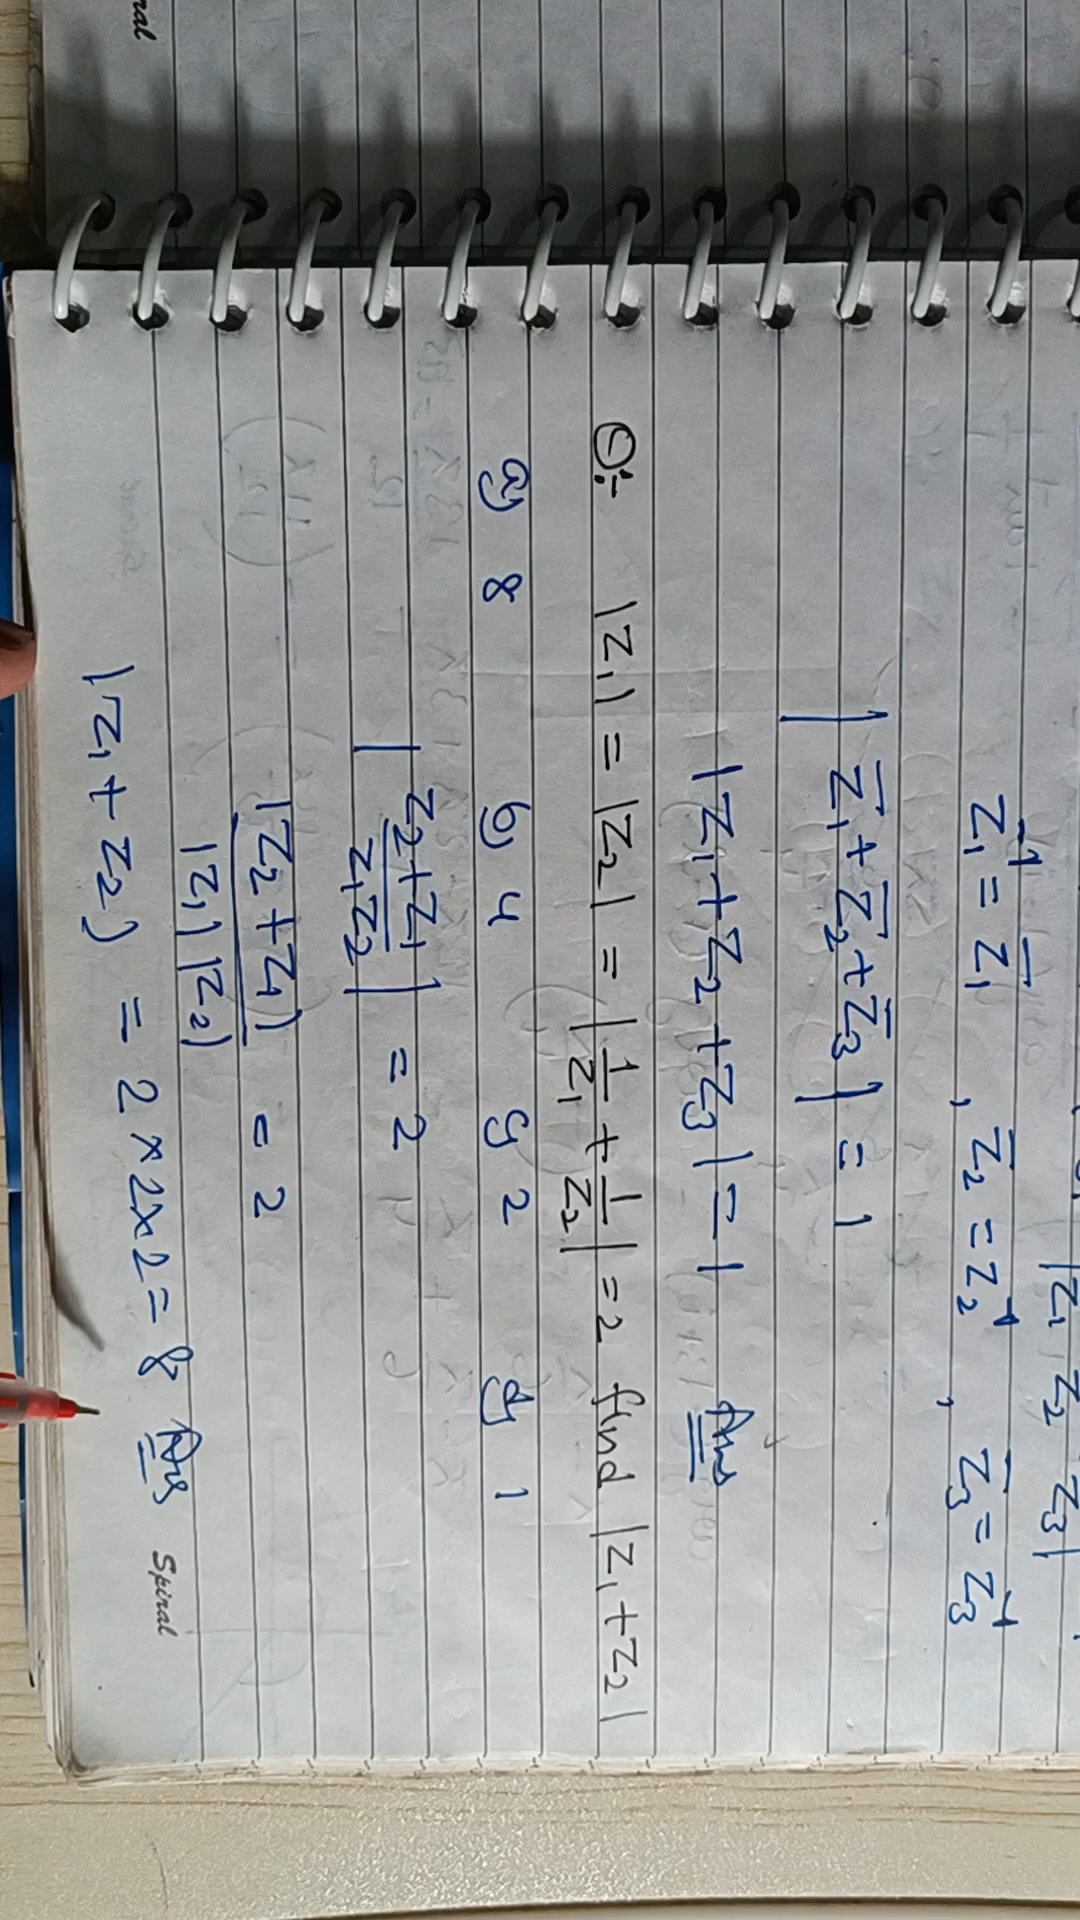 |Z₁ Z₂ Z₃|
Z₁⁻¹ = Z̅₁ , Z̅₂ = Z₂⁻¹ , Z̅₃ = Z₃⁻¹
|Z̅₁ + Z̅₂ + Z̅₃| = 1
|Z₁ + Z₂ + Z₃| = 1 Ans
Q:- |Z₁| = |Z₂| = |1/Z₁ + 1/Z₂| = 2 find |Z₁ + Z₂|
a) 8 b) 4 c) 2 d) 1
|Z₂ + Z₁ / Z₁Z₂| = 2
|Z₂ + Z₁| / |Z₁| |Z₂| = 2
|Z₁ + Z₂| = 2 × 2 × 2 = 8 Ans
Spiral